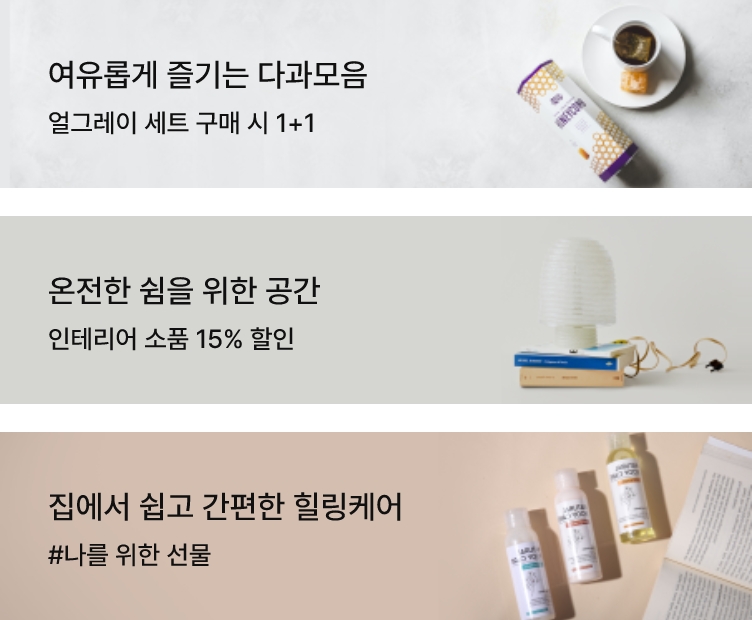 여유롭게 즐기는 다과모음
얼그레이 세트 구매 시 1+1
온전한 쉼을 위한 공간
인테리어 소품 15% 할인
집에서 쉽고 간편한 힐링케어
#나를 위한 선물